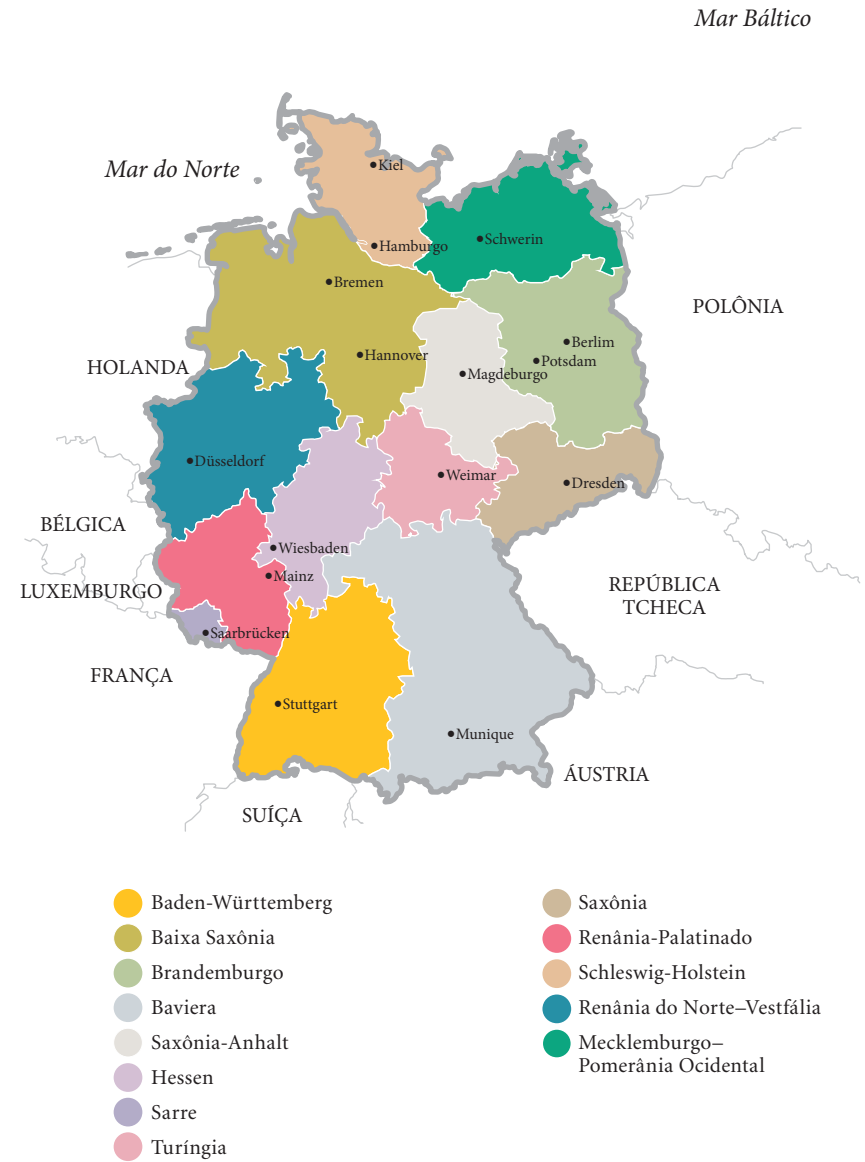 Mar Báltico
Mar do Norte
Kiel
Hamburgo
Schwerin
Bremen
POLÔNIA
Berlim
Hannover
Potsdam
HOLANDA
Magdeburgo
Düsseldorf
Weimar
Dresden
BÉLGICA
Wiesbaden
Mainz
LUXEMBURGO
REPÚBLICA
TCHECA
Saarbrücken
FRANÇA
Stuttgart
Munique
ÁUSTRIA
SUÍÇA
Baden-Württemberg
Baixa Saxônia
Brandemburgo
Baviera
Saxônia-Anhalt
Hessen
Sarre
Turíngia
Saxônia
Renânia-Palatinado
Schleswig-Holstein
Renânia do Norte–Vestfália
Mecklemburgo–
Pomerânia Ocidental